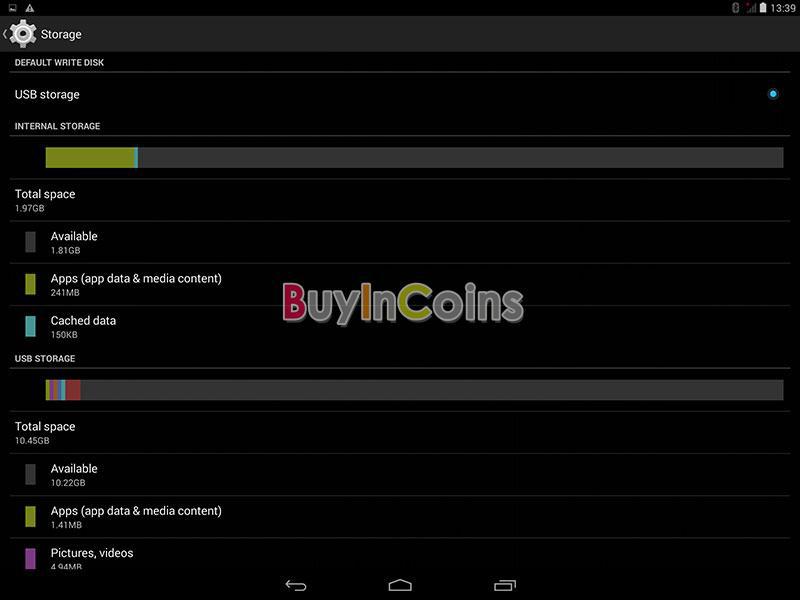 13:39
Storage
DEFAULT WRITE DISK
USB storage
INTERNAL STORAGE
Total space
1.97GB
Available
1.81GB
Apps (app data & media content)
241MB
Cached data
150KB
BuyInCoins
USB STORAGE
Total space
10.45GB
Available
10.22GB
Apps (app data & media content)
1.41MB
Pictures, videos
4.94MB